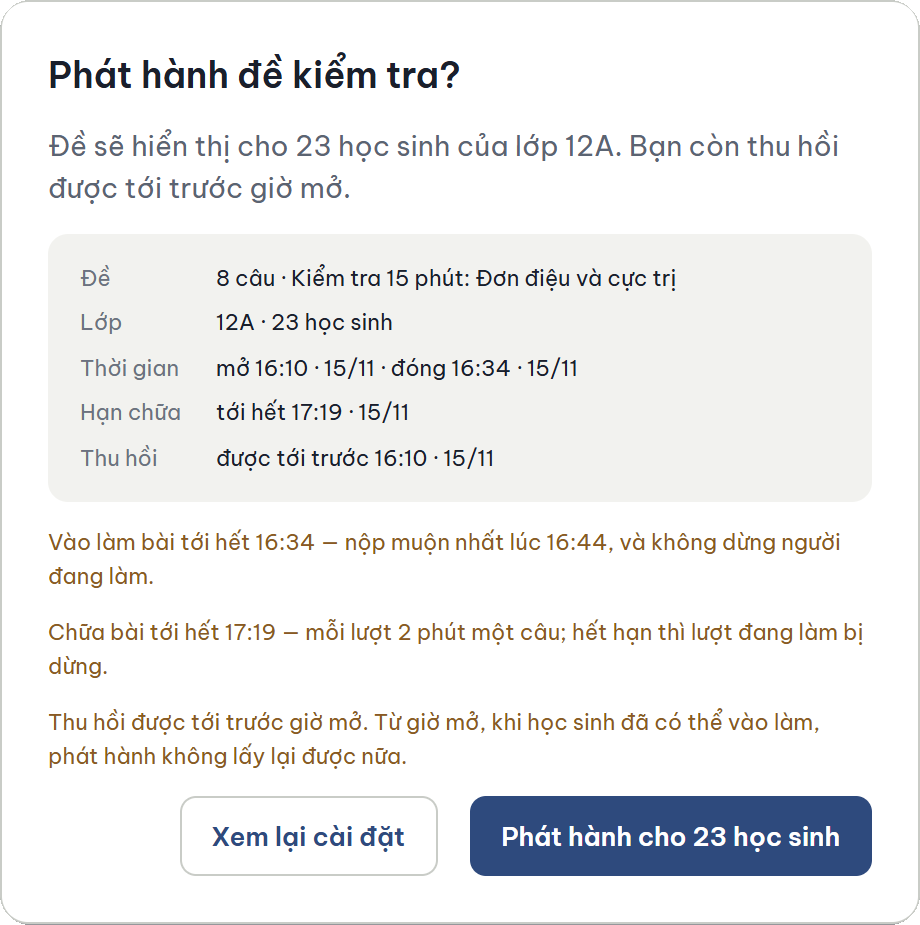 Phát hành đề kiểm tra?
Đề sẽ hiển thị cho 23 học sinh của lớp 12A. Bạn còn thu hồi
được tới trước giờ mở.
Đề 8 câu · Kiểm tra 15 phút: Đơn điệu và cực trị
Lớp 12A · 23 học sinh
Thời gian mở 16:10 · 15/11 · đóng 16:34 · 15/11
Hạn chữa tới hết 17:19 · 15/11
Thu hồi được tới trước 16:10 · 15/11
Vào làm bài tới hết 16:34 — nộp muộn nhất lúc 16:44, và không dừng người
đang làm.
Chữa bài tới hết 17:19 — mỗi lượt 2 phút một câu; hết hạn thì lượt đang làm bị
dừng.
Thu hồi được tới trước giờ mở. Từ giờ mở, khi học sinh đã có thể vào làm,
phát hành không lấy lại được nữa.
Xem lại cài đặt
Phát hành cho 23 học sinh